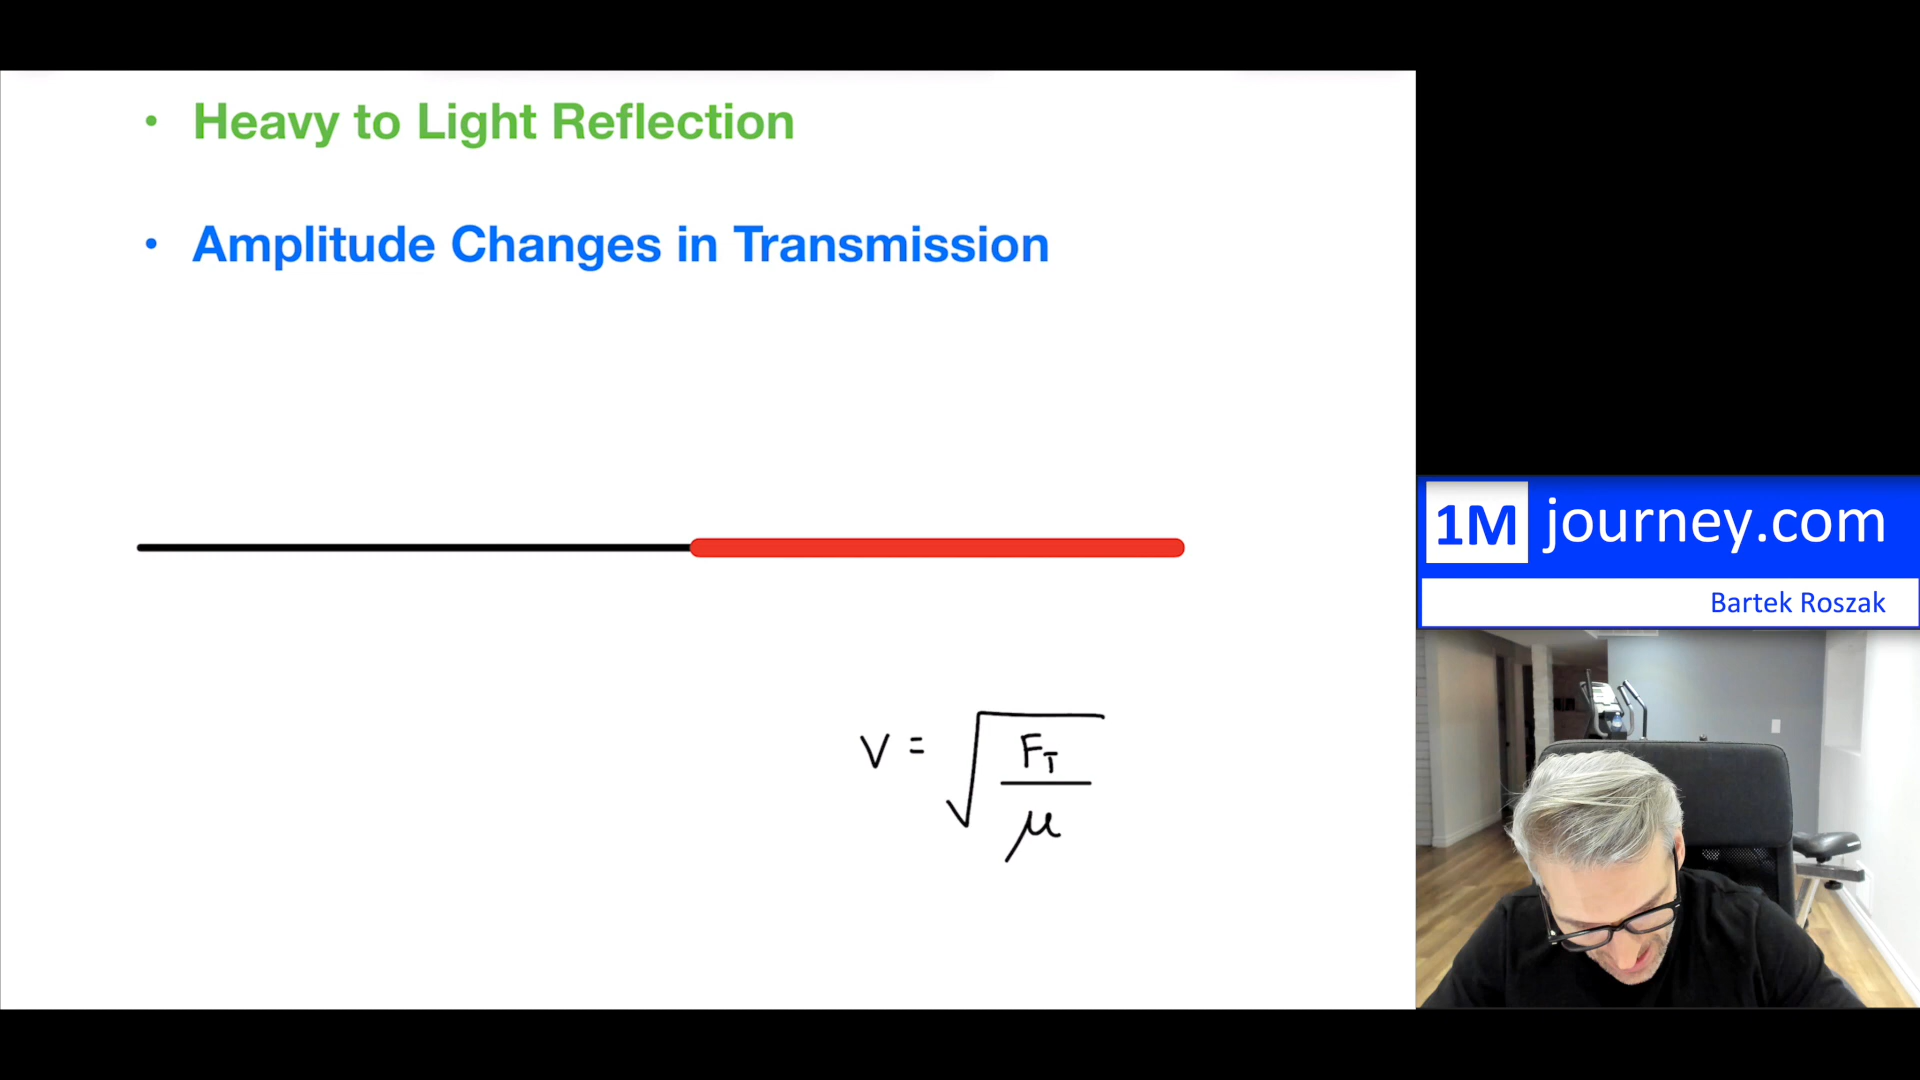 • Heavy to Light Reflection
• Amplitude Changes in Transmission
1M journey.com
Bartek Roszak
V = √(F_T / μ)